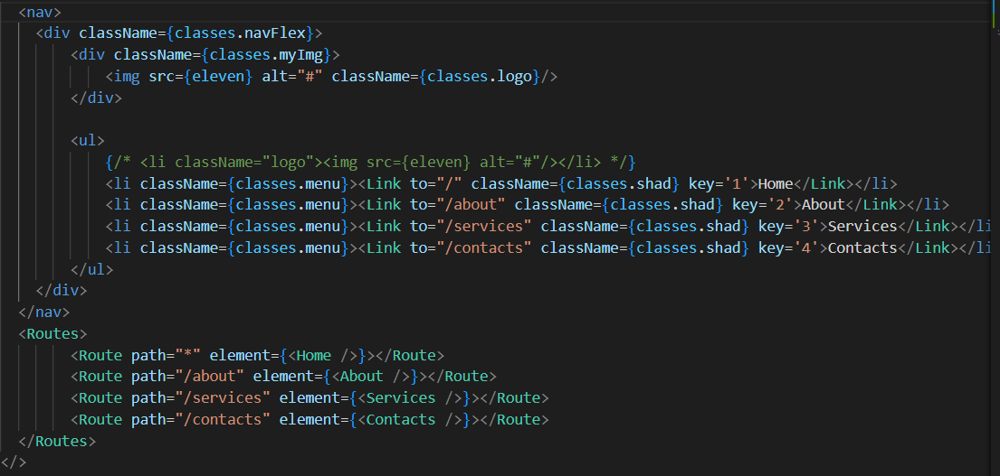 <nav>
<div className={classes.navFlex}>
<div className={classes.myImg}>
<img src={eleven} alt="#" className={classes.logo}/>
</div>
<ul>
{/* <li className="logo"><img src={eleven} alt="#"/></li> */}
<li className={classes.menu}><Link to="/" className={classes.shad} key='1'>Home</Link></li>
<li className={classes.menu}><Link to="/about" className={classes.shad} key='2'>About</Link></li>
<li className={classes.menu}><Link to="/services" className={classes.shad} key='3'>Services</Link></li
<li className={classes.menu}><Link to="/contacts" className={classes.shad} key='4'>Contacts</Link></li
</ul>
</div>
</nav>
<Routes>
<Route path="*" element={<Home />}></Route>
<Route path="/about" element={<About />}></Route>
<Route path="/services" element={<Services />}></Route>
<Route path="/contacts" element={<Contacts />}></Route>
</Routes>
</>